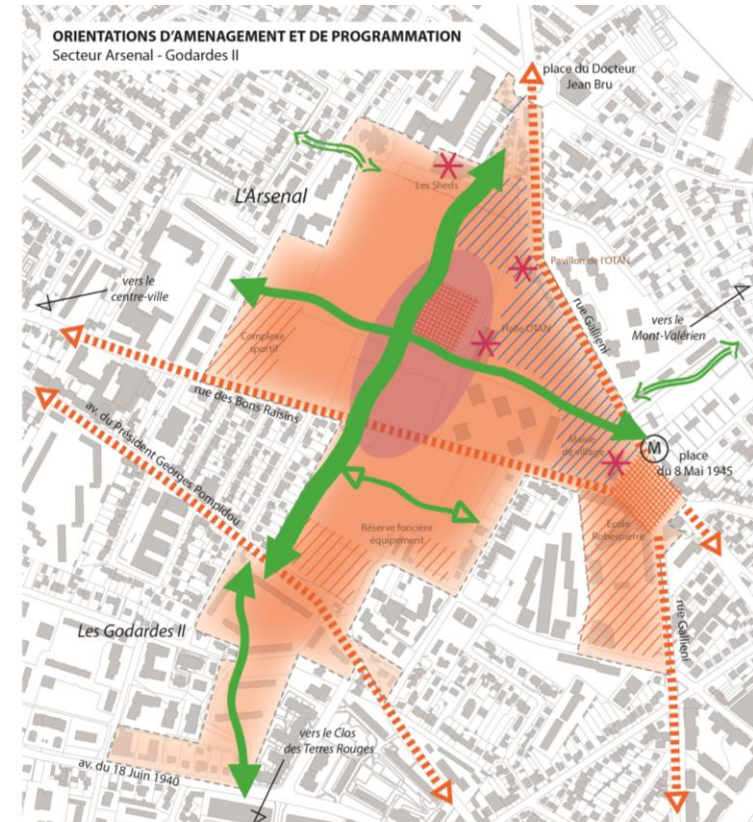 ORIENTATIONS D'AMENAGEMENT ET DE PROGRAMMATION
Secteur Arsenal - Godardes II
place du Docteur
Jean Bru
L'Arsenal
Les Sheds
Pavillon de l'OTAN
vers le
centre-ville
rue Gallieni
vers le
Mont-Valérien
Complexe
sportif
Halle OTAN
rue des Bons Raisins
av. du Président Georges Pompidou
Mairie
de village
M
place
du 8 Mai 1945
Réserve foncière
équipement
Ecole
Robespierre
rue Gallieni
Les Godardes II
vers le Clos
des Terres Rouges
av. du 18 Juin 1940